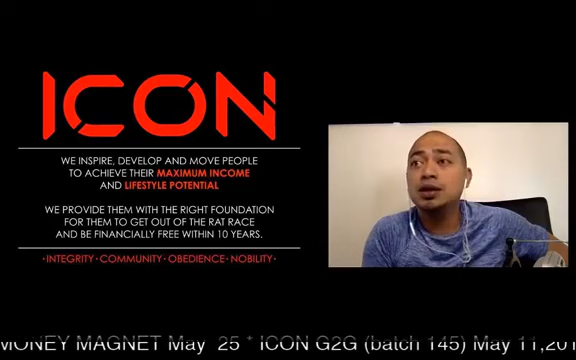 ICON
WE INSPIRE, DEVELOP AND MOVE PEOPLE
TO ACHIEVE THEIR MAXIMUM INCOME
AND LIFESTYLE POTENTIAL
WE PROVIDE THEM WITH THE RIGHT FOUNDATION
FOR THEM TO GET OUT OF THE RAT RACE
AND BE FINANCIALLY FREE WITHIN 10 YEARS.
·INTEGRITY·COMMUNITY·OBEDIENCE·NOBILITY·
MONEY MAGNET May 25 * ICON G2G (batch 145) May 11,201